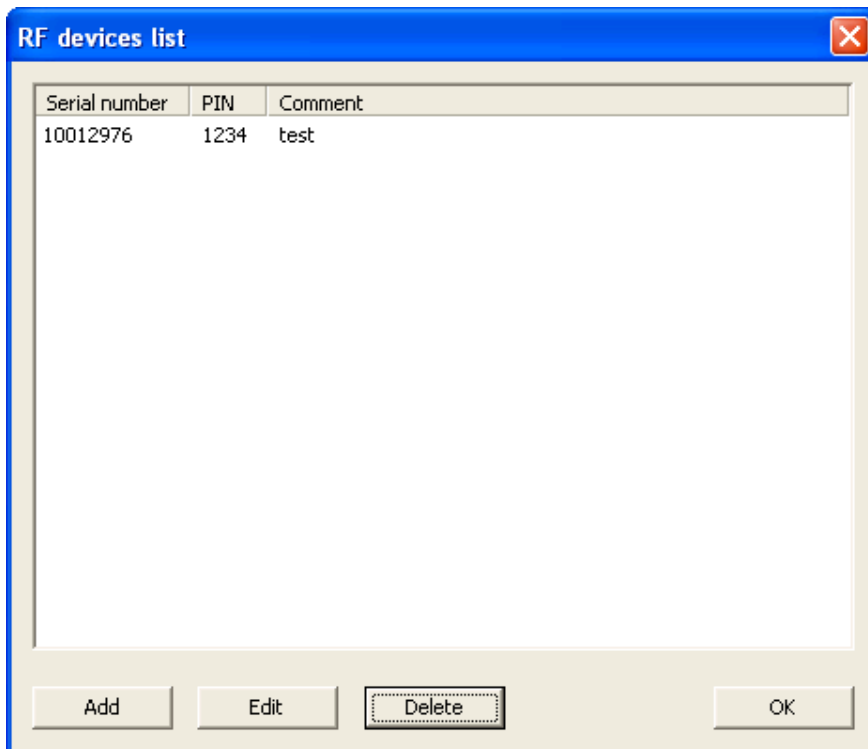 RF devices list
Serial number PIN Comment
10012976 1234 test
Add Edit Delete OK